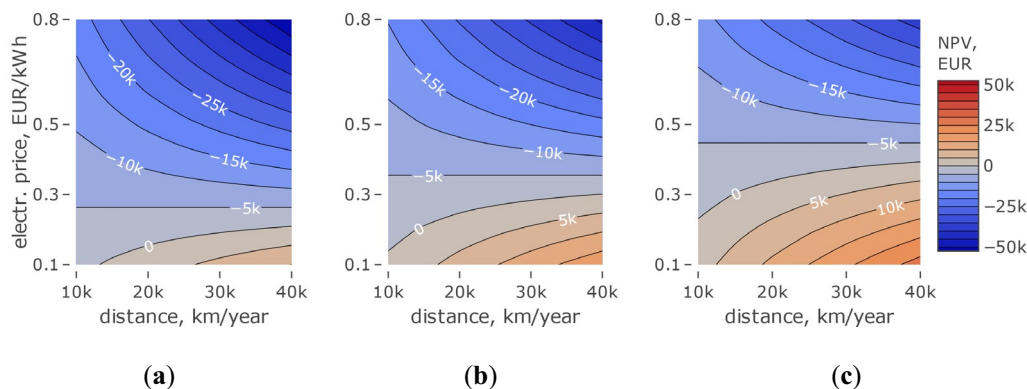 electr. price, EUR/kWh
0.8
0.5
0.3
0.1
−20k
−25k
−10k
−15k
−5k
0
10k 20k 30k 40k
distance, km/year
(a)
0.8
0.5
0.3
0.1
−15k
−20k
−10k
−5k
0
5k
10k 20k 30k 40k
distance, km/year
(b)
0.8
0.5
0.3
0.1
−10k
−15k
−5k
0
5k
10k
10k 20k 30k 40k
distance, km/year
(c)
NPV,
EUR
50k
25k
0
−25k
−50k